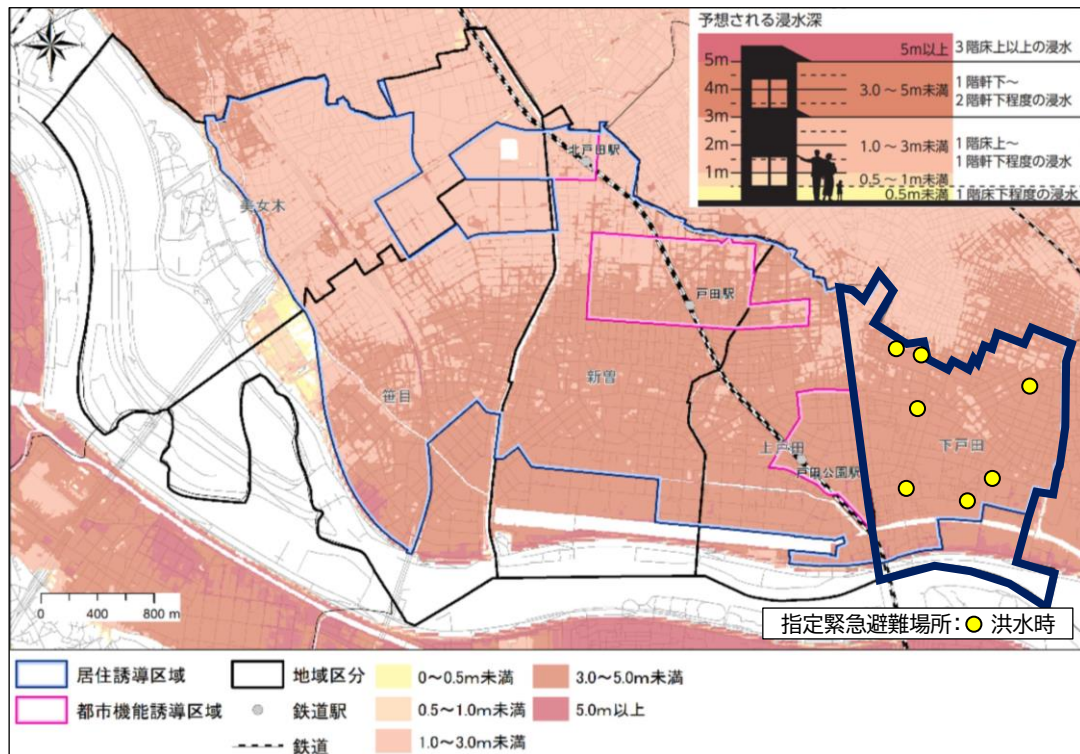 予想される浸水深
5m以上
3階床上以上の浸水
5m
4m
3.0～5m未満
1階軒下～
2階軒下程度の浸水
3m
2m
1.0～3m未満
1階床上～
1階軒下程度の浸水
1m
0.5～1m未満
0.5m未満
1階床下程度の浸水
北戸田駅
美女木
戸田駅
新曽
笹目
上戸田
戸田公園駅
下戸田
0 400 800 m
指定緊急避難場所: 洪水時
居住誘導区域
地域区分
0～0.5m未満
3.0～5.0m未満
都市機能誘導区域
鉄道駅
0.5～1.0m未満
5.0m以上
鉄道
1.0～3.0m未満